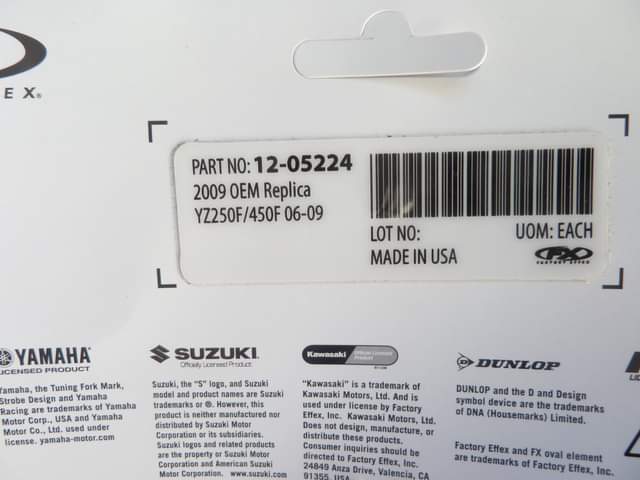 E X®
PART NO: 12-05224
2009 OEM Replica
YZ250F/450F 06-09
LOT NO:
UOM: EACH
MADE IN USA
FX
FACTORY EFFEX
YAMAHA
LICENSED PRODUCT
Yamaha, the Tuning Fork Mark,
Strobe Design and Yamaha
Racing are trademarks of Yamaha
Motor Corp., USA and Yamaha
Motor Co., Ltd. used under
license. yamaha-motor.com
SUZUKI
Officially Licensed Product
Suzuki, the "S" logo, and Suzuki
model and product names are Suzuki
trademarks or ®. However, this
product is neither manufactured nor
distributed by Suzuki Motor
Corporation or its subsidiaries.
Suzuki logos and related products
are the property or Suzuki Motor
Corporation and American Suzuki
Motor Corporation. www.suzuki.com
Kawasaki
Official Licensed
Product
"Kawasaki" is a trademark of
Kawasaki Motors, Ltd. And is
used under license by Factory
Effex, Inc. Kawasaki Motors, Ltd.
Does not design, manufacture, or
distribute these products.
Consumer inquiries should be
directed to Factory Effex, Inc.
24849 Anza Drive, Valencia, CA
91355 USA
DUNLOP
DUNLOP and the D and Design
symbol device are the trademarks
of DNA (Housemarks) Limited.
Factory Effex and FX oval element
are trademarks of Factory Effex, Inc.